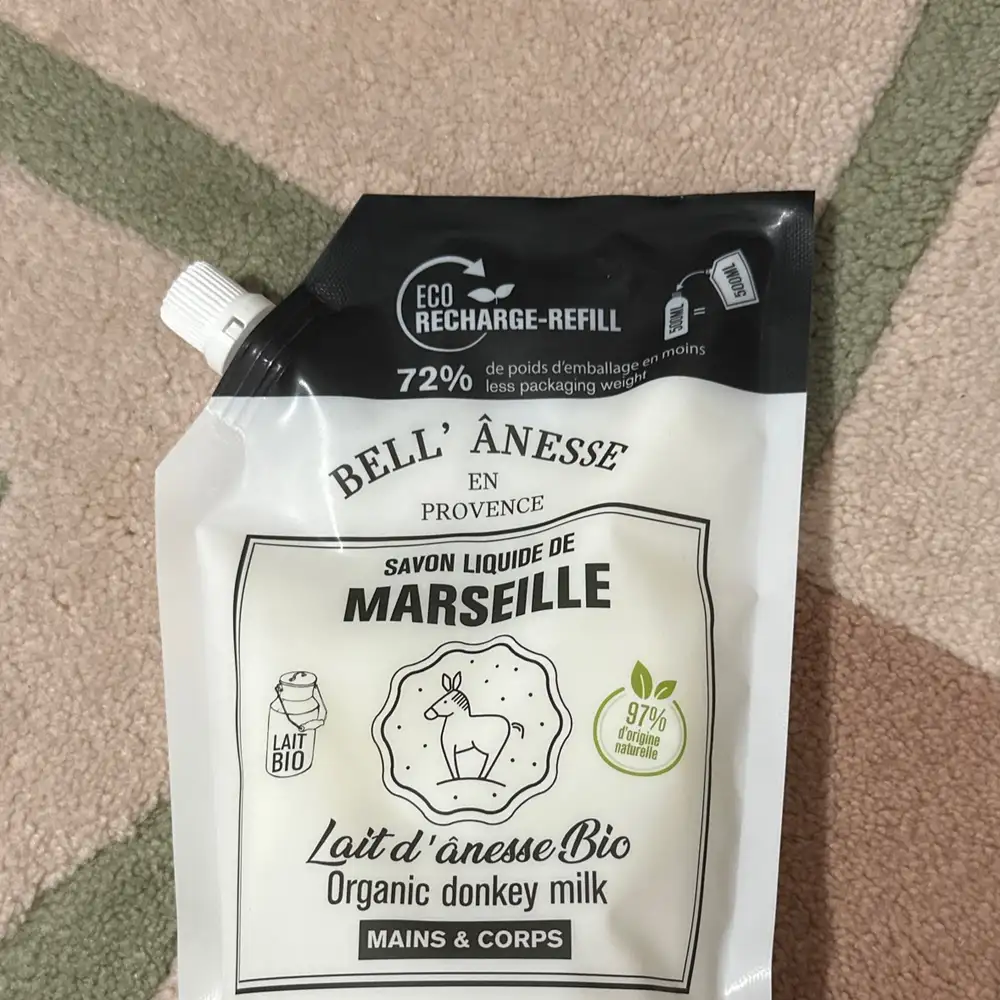 ECO
RECHARGE-REFILL
500ML
500ML
=
72%
de poids d'emballage en moins
less packaging weight
BELL' ÂNESSE
EN
PROVENCE
SAVON LIQUIDE DE
MARSEILLE
LAIT
BIO
97%
d'origine
naturelle
Lait d'ânesse Bio
Organic donkey milk
MAINS & CORPS